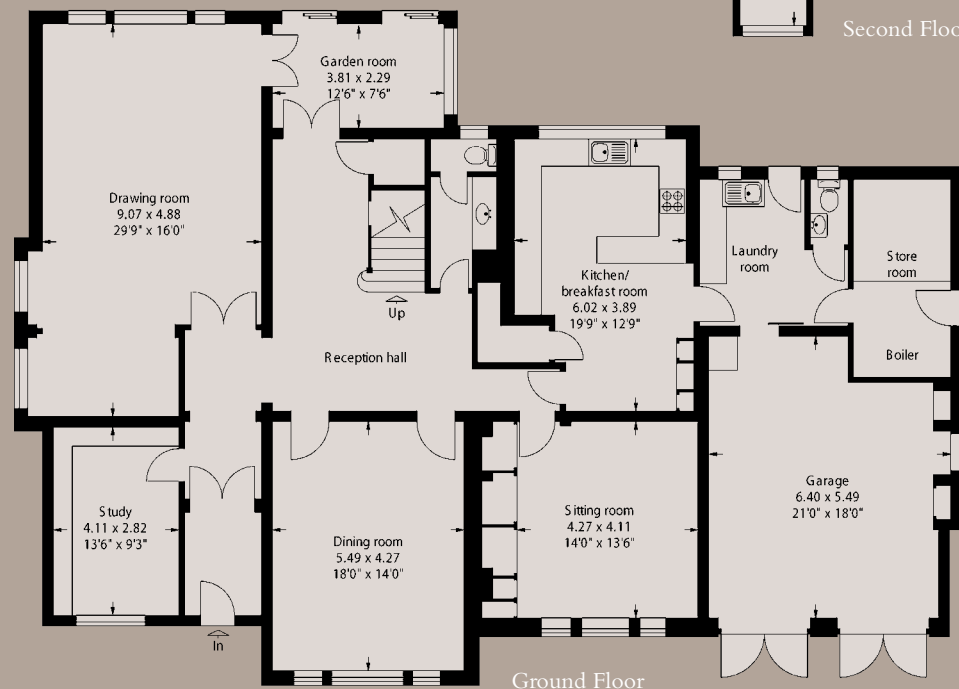 Second Floo
Garden room
3.81 x 2.29
12'6" x 7'6"
Drawing room
9.07 x 4.88
29'9" x 16'0"
Laundry
room
Store
room
Kitchen/
breakfast room
6.02 x 3.89
19'9" x 12'9"
Up
Reception hall
Boiler
Garage
6.40 x 5.49
21'0" x 18'0"
Study
4.11 x 2.82
13'6" x 9'3"
Sitting room
4.27 x 4.11
14'0" x 13'6"
Dining room
5.49 x 4.27
18'0" x 14'0"
In
Ground Floor